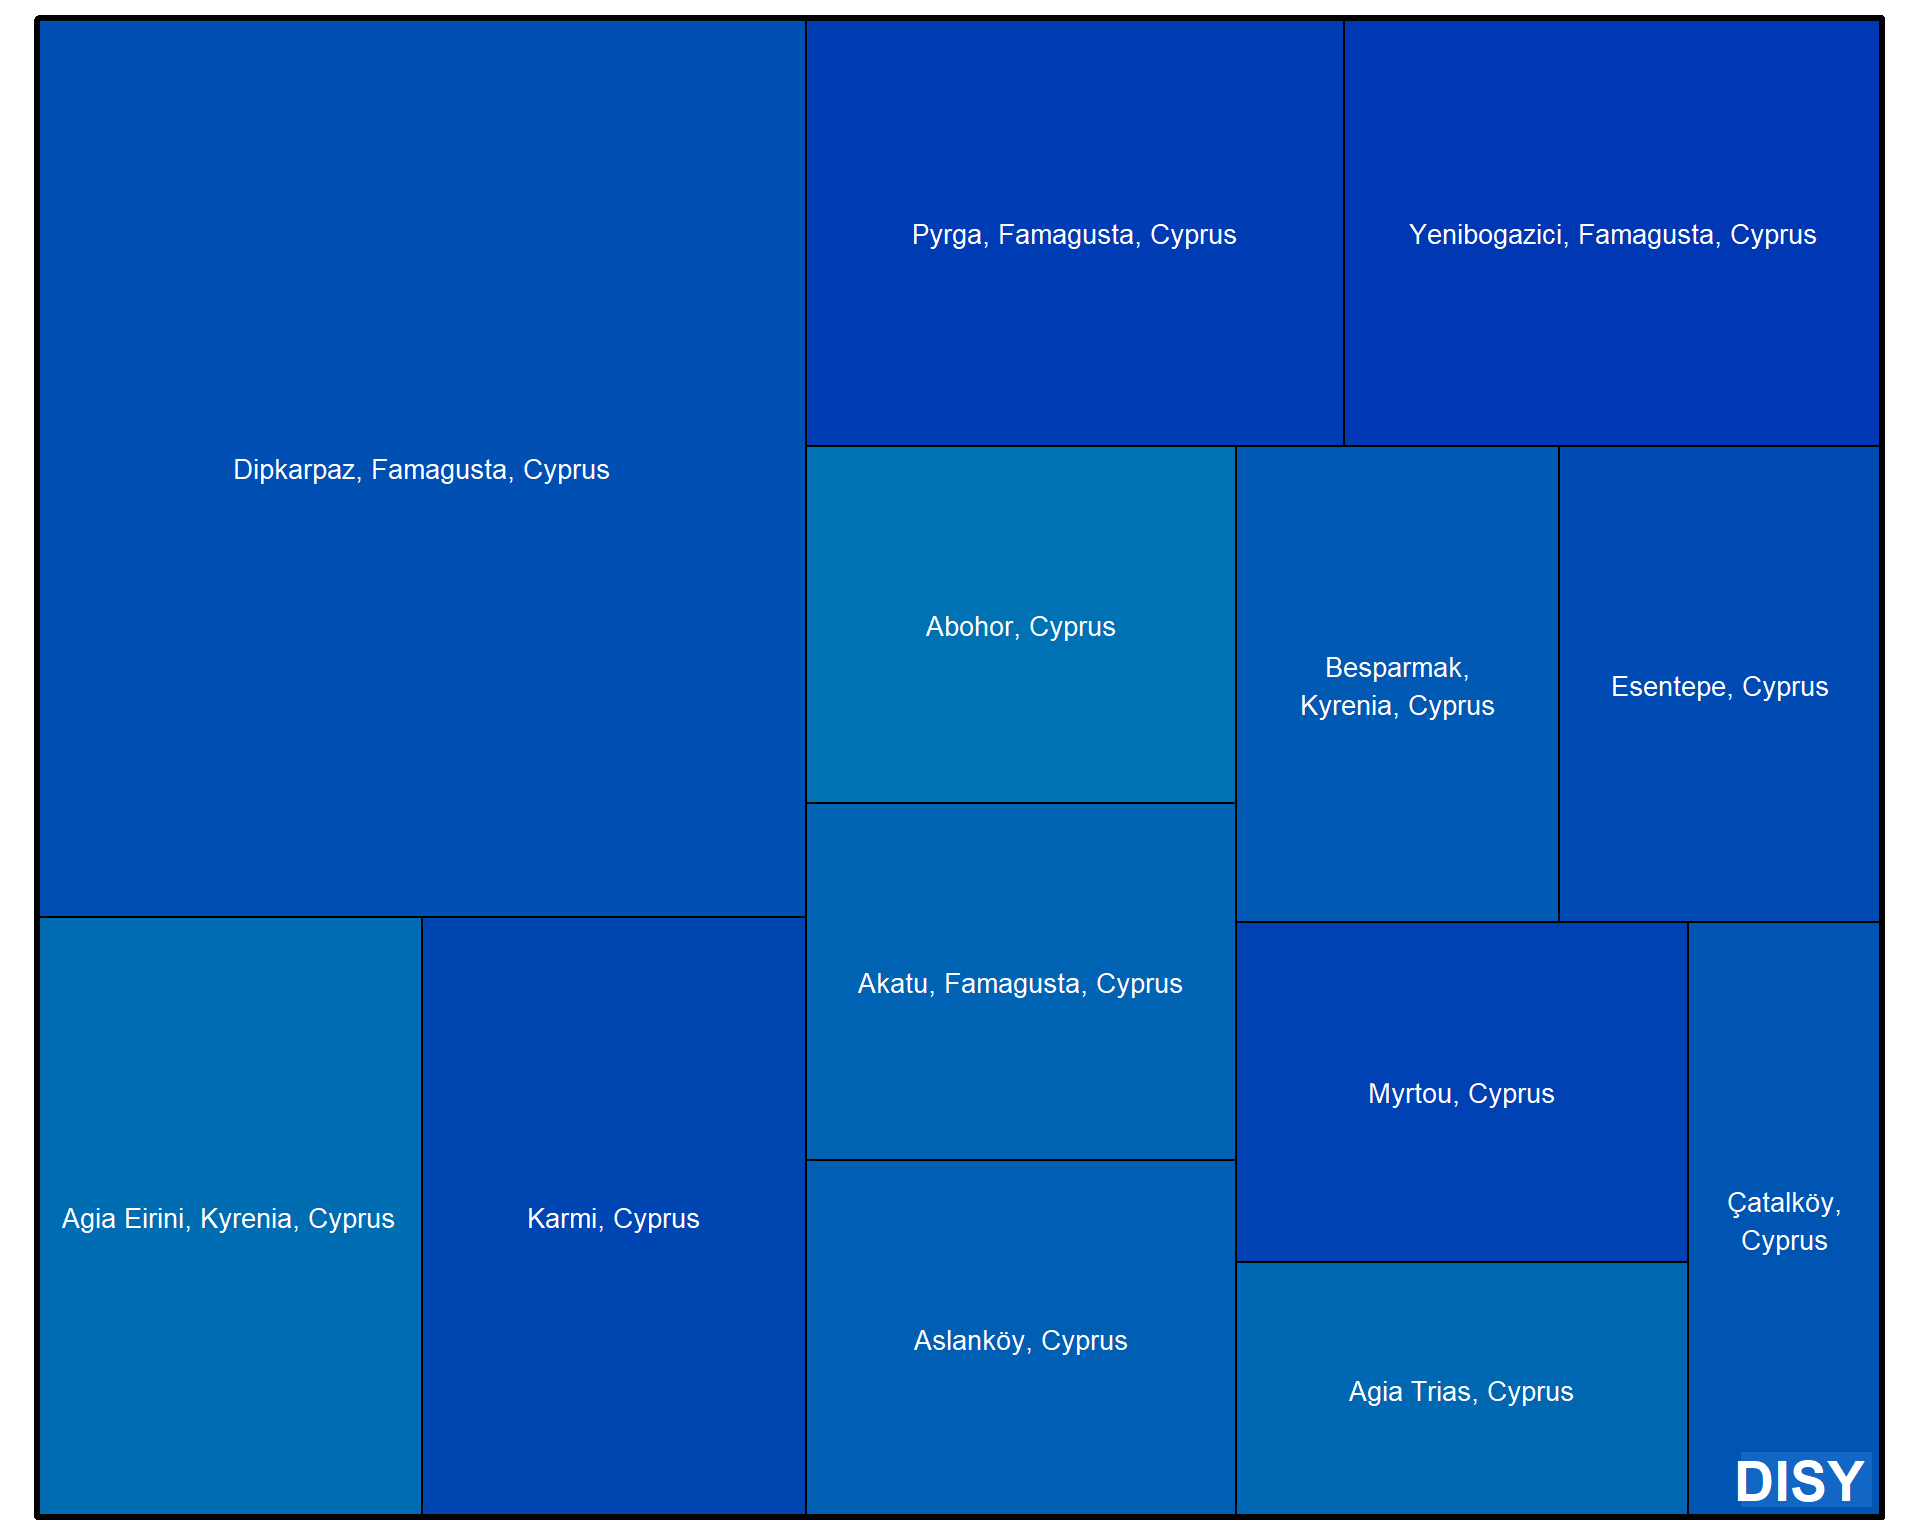 Dipkarpaz, Famagusta, Cyprus
Pyrga, Famagusta, Cyprus
Yenibogazici, Famagusta, Cyprus
Abohor, Cyprus
Besparmak,
Kyrenia, Cyprus
Esentepe, Cyprus
Akatu, Famagusta, Cyprus
Agia Eirini, Kyrenia, Cyprus
Karmi, Cyprus
Aslanköy, Cyprus
Myrtou, Cyprus
Agia Trias, Cyprus
Çatalköy,
Cyprus
DISY